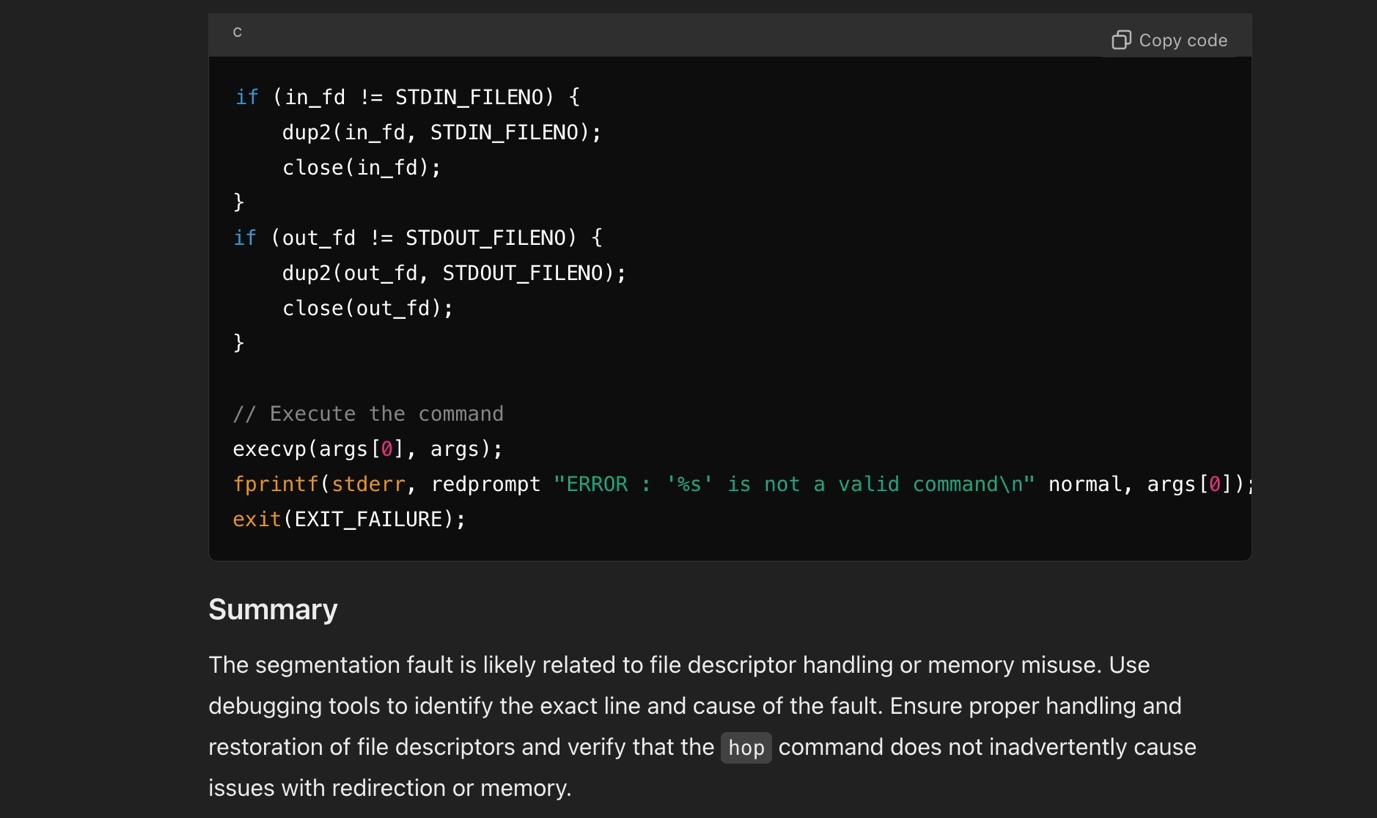 c
Copy code
if (in_fd != STDIN_FILENO) {
    dup2(in_fd, STDIN_FILENO);
    close(in_fd);
}
if (out_fd != STDOUT_FILENO) {
    dup2(out_fd, STDOUT_FILENO);
    close(out_fd);
}
// Execute the command
execvp(args[0], args);
fprintf(stderr, redprompt "ERROR : '%s' is not a valid command\n" normal, args[0]);
exit(EXIT_FAILURE);
Summary
The segmentation fault is likely related to file descriptor handling or memory misuse. Use
debugging tools to identify the exact line and cause of the fault. Ensure proper handling and
restoration of file descriptors and verify that the hop command does not inadvertently cause
issues with redirection or memory.